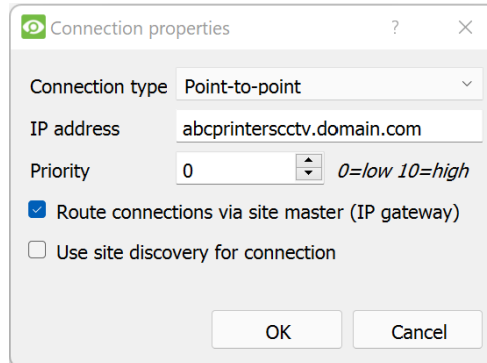 Connection properties ?
Connection type Point-to-point
IP address abcprinterscctv.domain.com
Priority 0 0=low 10=high
Route connections via site master (IP gateway)
Use site discovery for connection
OK Cancel